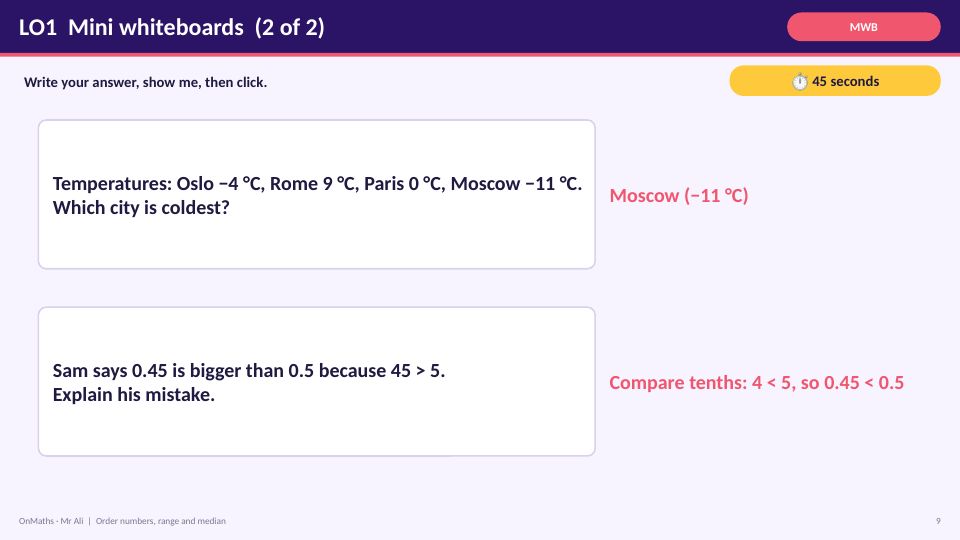 LO1  Mini whiteboards  (2 of 2)
MWB
Write your answer, show me, then click.
⏱ 45 seconds
Temperatures: Oslo −4 °C, Rome 9 °C, Paris 0 °C, Moscow −11 °C.
Which city is coldest?
Moscow (−11 °C)
Sam says 0.45 is bigger than 0.5 because 45 > 5.
Explain his mistake.
Compare tenths: 4 < 5, so 0.45 < 0.5
OnMaths · Mr Ali  |  Order numbers, range and median
9